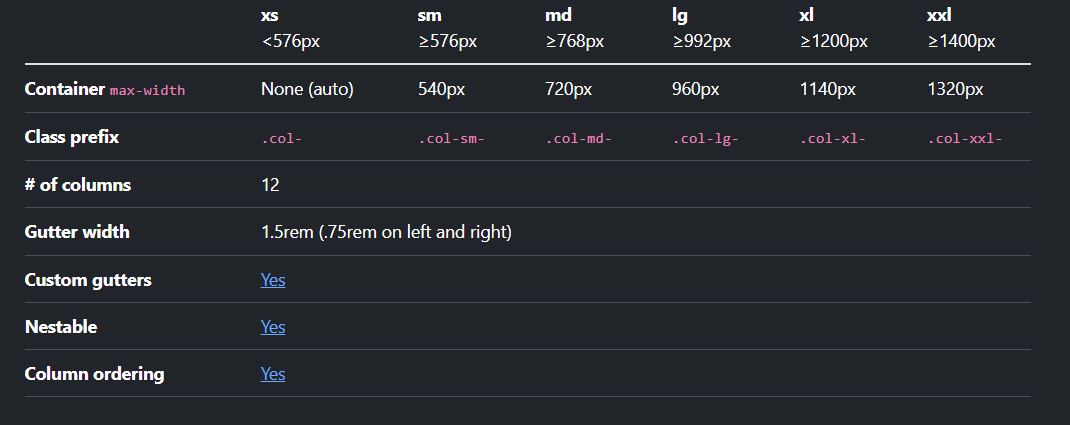 xs sm md lg xl xxl
<576px ≥576px ≥768px ≥992px ≥1200px ≥1400px
Container max-width None (auto) 540px 720px 960px 1140px 1320px
Class prefix .col- .col-sm- .col-md- .col-lg- .col-xl- .col-xxl-
# of columns 12
Gutter width 1.5rem (.75rem on left and right)
Custom gutters Yes
Nestable Yes
Column ordering Yes